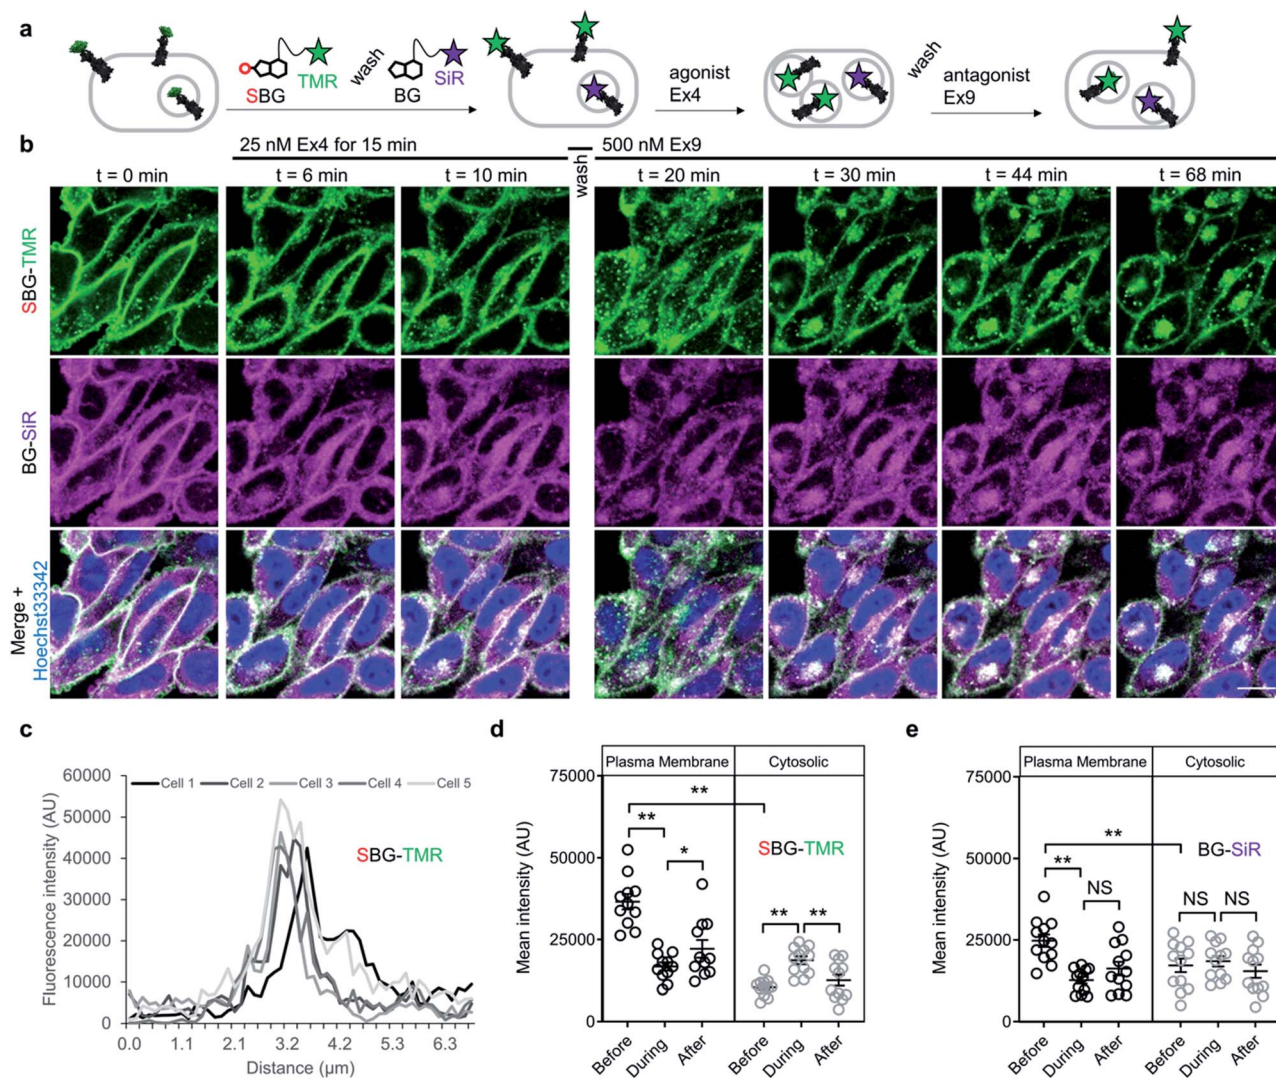 a
SBG
TMR
wash
BG
SiR
agonist
Ex4
wash
antagonist
Ex9
b
25 nM Ex4 for 15 min
wash
500 nM Ex9
t = 0 min
t = 6 min
t = 10 min
t = 20 min
t = 30 min
t = 44 min
t = 68 min
SBG-TMR
BG-SiR
Merge +
Hoechst33342
c
Fluorescence intensity (AU)
60000
50000
40000
30000
20000
10000
0
Cell 1 Cell 2 Cell 3 Cell 4 Cell 5
SBG-TMR
0.0 1.1 2.1 3.2 4.2 5.3 6.3
Distance (µm)
d
Plasma Membrane Cytosolic
Mean intensity (AU)
75000
50000
25000
0
**
**
*
SBG-TMR
** **
Before During After Before During After
e
Plasma Membrane Cytosolic
Mean intensity (AU)
75000
50000
25000
0
**
**
NS
BG-SiR
NS NS
Before During After Before During After